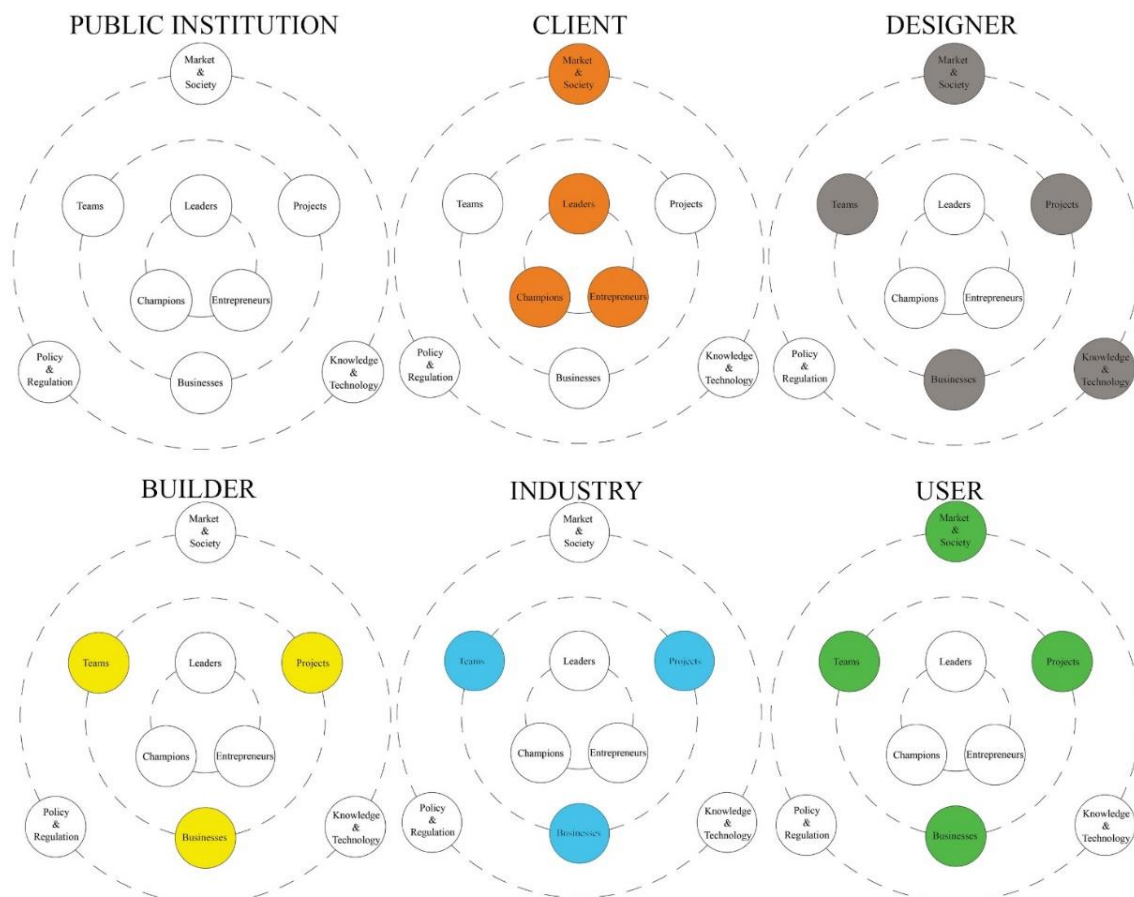 PUBLIC INSTITUTION
Market
&
Society
Teams
Leaders
Projects
Champions
Entrepreneurs
Policy
&
Regulation
Businesses
Knowledge
&
Technology
CLIENT
Market
&
Society
Teams
Leaders
Projects
Champions
Entrepreneurs
Policy
&
Regulation
Businesses
Knowledge
&
Technology
DESIGNER
Market
&
Society
Teams
Leaders
Projects
Champions
Entrepreneurs
Policy
&
Regulation
Businesses
Knowledge
&
Technology
BUILDER
Market
&
Society
Teams
Leaders
Projects
Champions
Entrepreneurs
Policy
&
Regulation
Businesses
Knowledge
&
Technology
INDUSTRY
Market
&
Society
Teams
Leaders
Projects
Champions
Entrepreneurs
Policy
&
Regulation
Businesses
Knowledge
&
Technology
USER
Market
&
Society
Teams
Leaders
Projects
Champions
Entrepreneurs
Policy
&
Regulation
Businesses
Knowledge
&
Technology